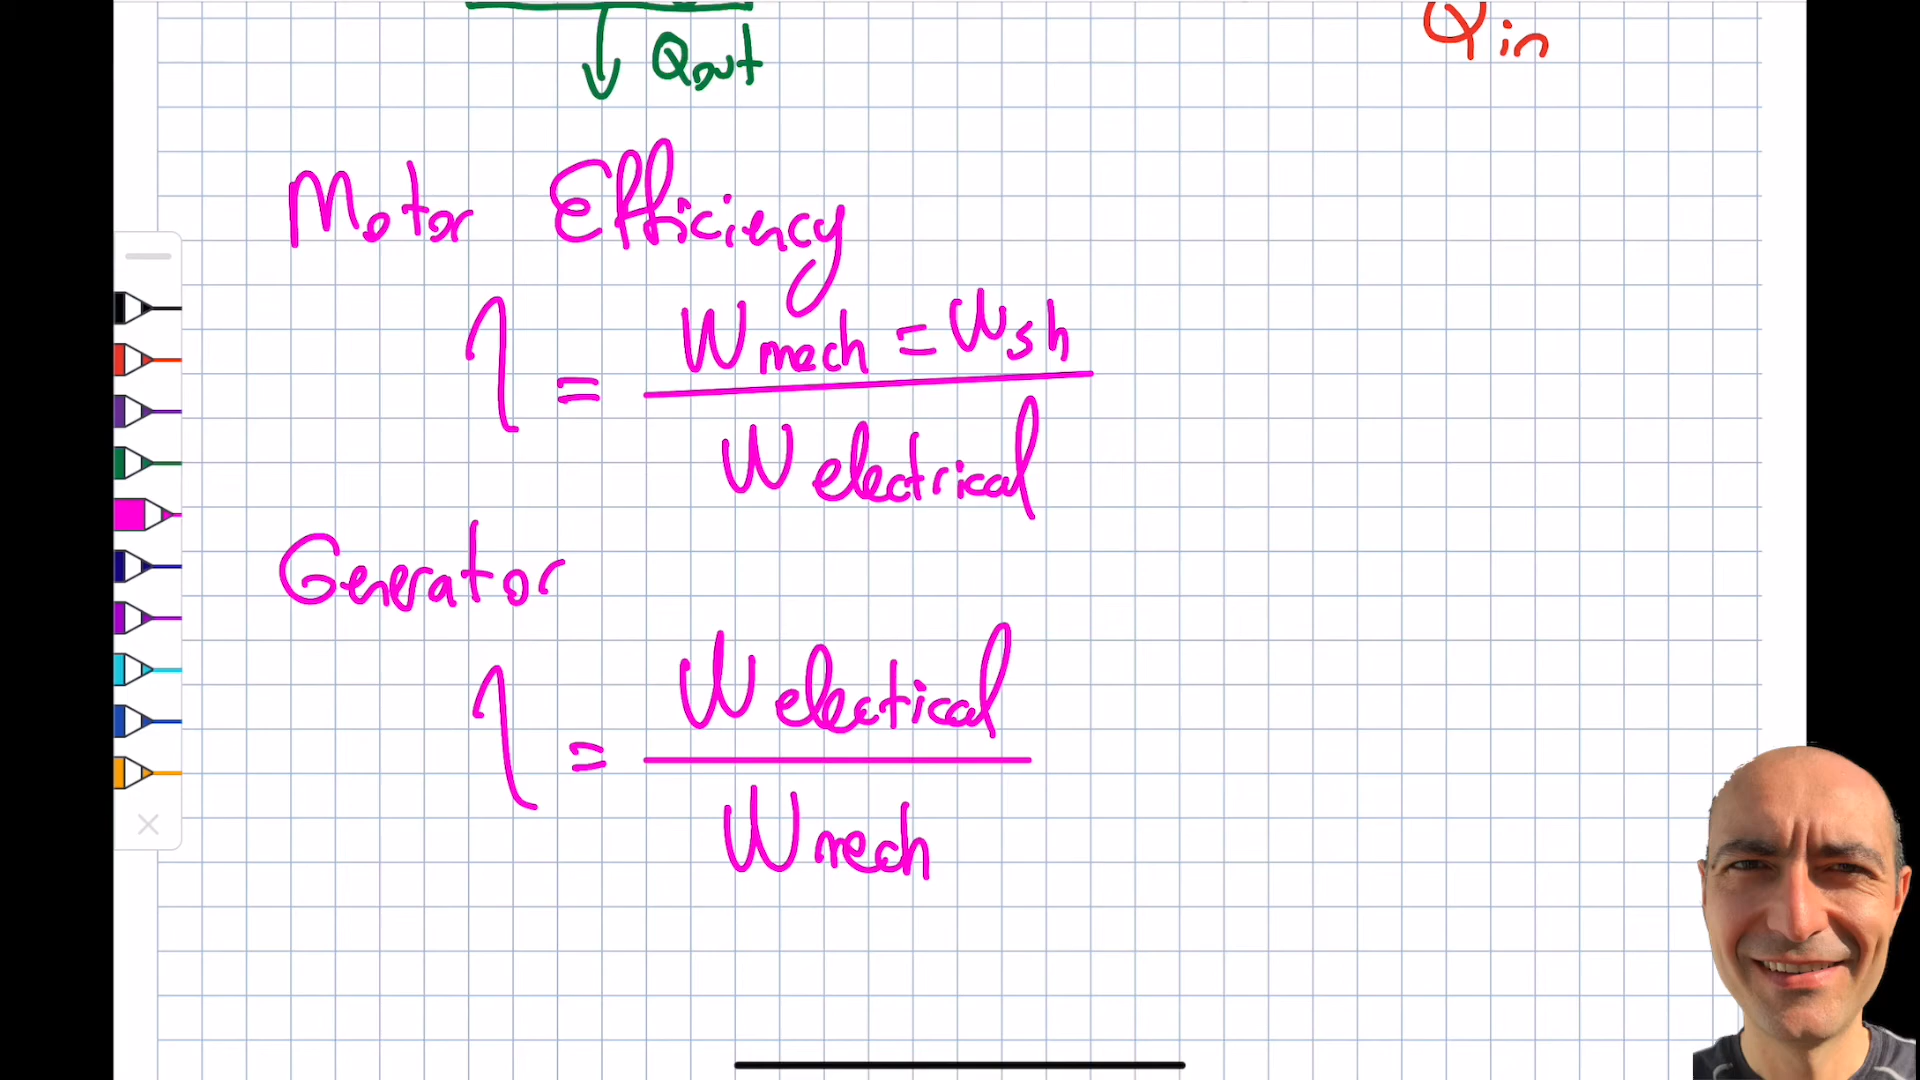 Qout
Qin
Motor Efficiency
η = Wmech = Wsh
Welectrical
Generator
η = Welectical
Wmech